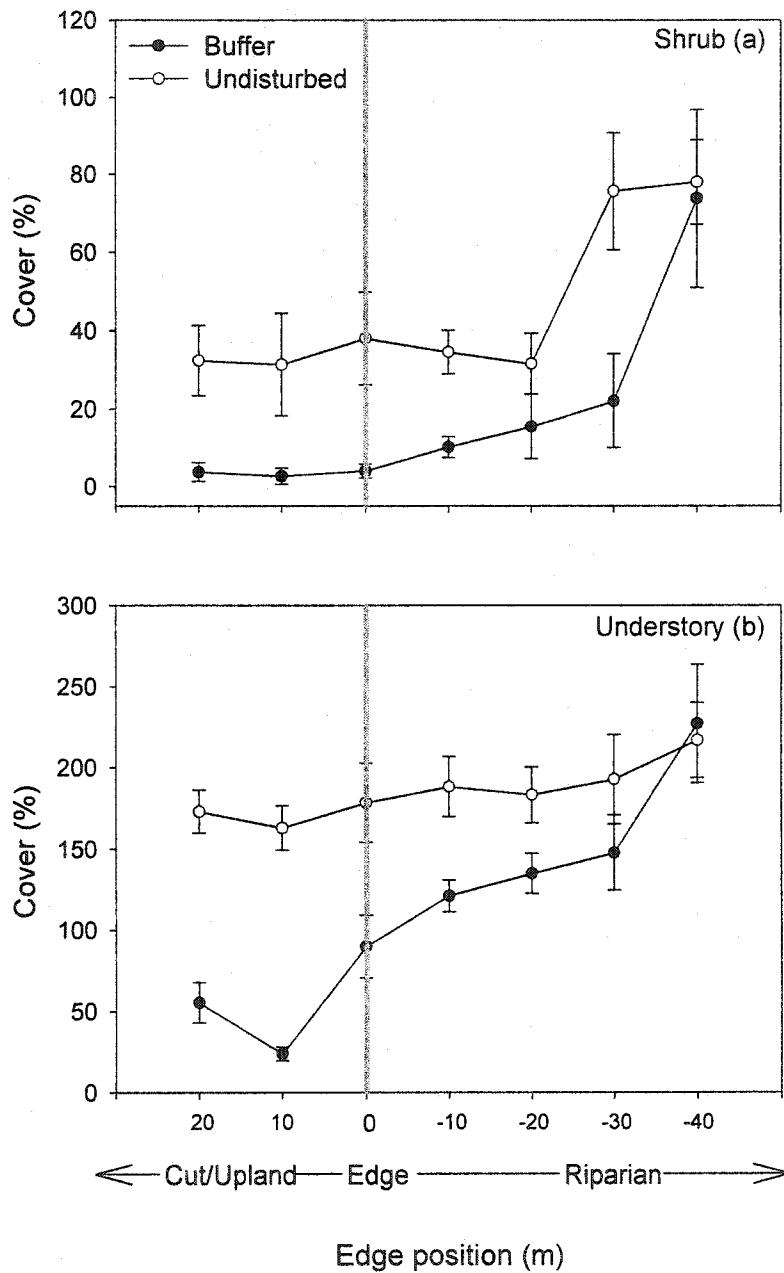 120
100
80
60
40
20
0
Cover (%)
Buffer
Undisturbed
Shrub (a)
300
250
200
150
100
50
0
Cover (%)
Understory (b)
20 10 0 -10 -20 -30 -40
Cut/Upland Edge Riparian
Edge position (m)